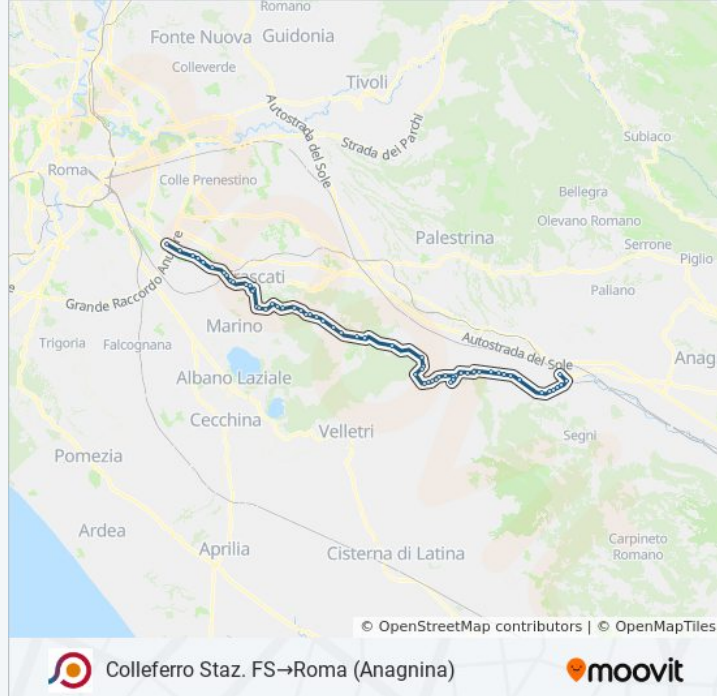 Romano
Fonte Nuova
Guidonia
Colleverde
Tivoli
Autostrada del Sole
Strada dei Parchi
Subiaco
Roma
Colle Prenestino
Bellegra
Olevano Romano
Palestrina
Serrone
Piglio
Grande Raccordo Anulare
Frascati
Paliano
Marino
Trigoria
Falcognana
Autostrada del Sole
Anag
Albano Laziale
Cecchina
Velletri
Segni
Pomezia
Ardea
Aprilia
Cisterna di Latina
Carpineto
Romano
© OpenStreetMap contributors | © OpenMapTiles
Colleferro Staz. FS→Roma (Anagnina)
moovit